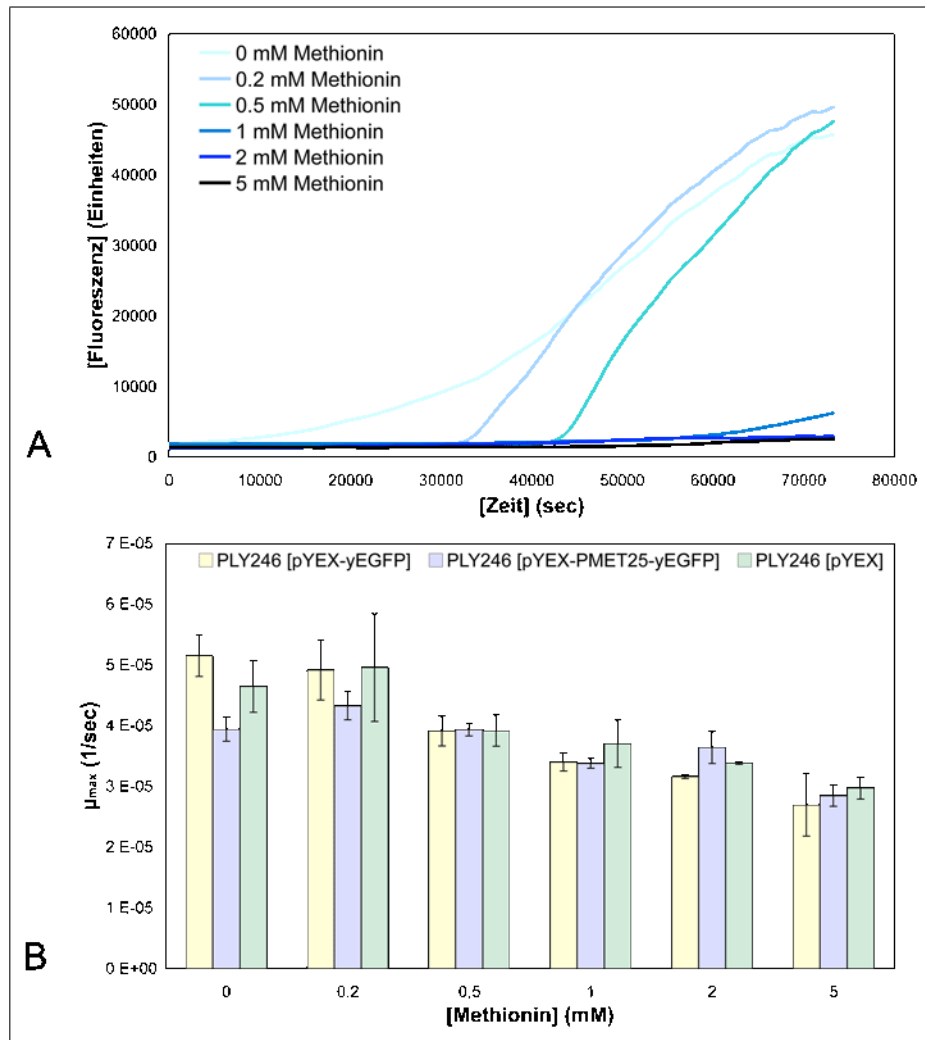 60000
50000
40000
30000
20000
10000
0
[Fluoreszenz] (Einheiten)
0 mM Methionin
0.2 mM Methionin
0.5 mM Methionin
1 mM Methionin
2 mM Methionin
5 mM Methionin
A
0 10000 20000 30000 40000 50000 60000 70000 80000
[Zeit] (sec)
PLY246 [pYEX-yEGFP] PLY246 [pYEX-PMET25-yEGFP] PLY246 [pYEX]
7 E-05
6 E-05
5 E-05
4 E-05
3 E-05
2 E-05
1 E-05
0 E+00
µmax (1/sec)
B
0 0.2 0,5 1 2 5
[Methionin] (mM)